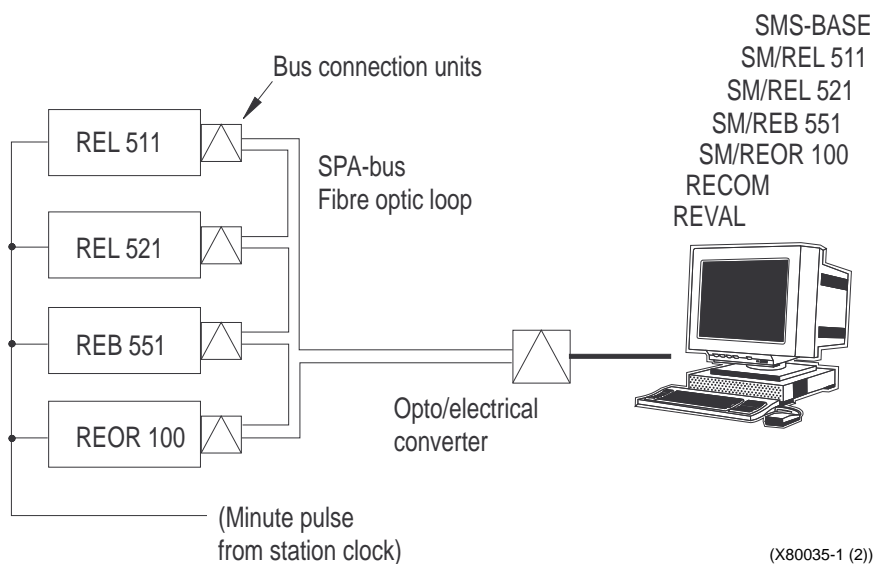 SMS-BASE
SM/REL 511
SM/REL 521
SM/REB 551
SM/REOR 100
RECOM
REVAL
Bus connection units
REL 511
SPA-bus
Fibre optic loop
REL 521
REB 551
REOR 100
Opto/electrical
converter
(Minute pulse
from station clock)
(X80035-1 (2))